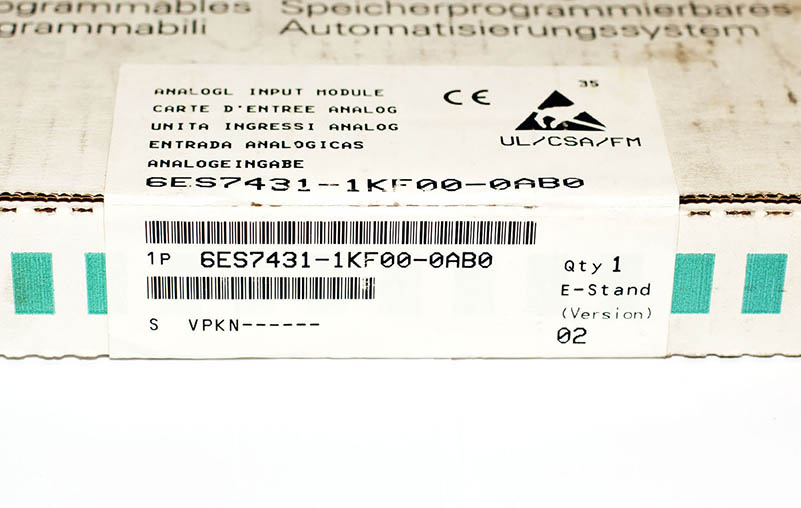 ogrammables Speicherprogrammierbares
grammabili Automatisierungssystem
ANALOGL INPUT MODULE
CARTE D'ENTREE ANALOG
UNITA INGRESSI ANALOG
ENTRADA ANALOGICAS
ANALOGEINGABE
6ES7431-1KF00-0AB0
CE
35
UL/CSA/FM
1P 6ES7431-1KF00-0AB0
S VPKN------
Qty 1
E-Stand
(Version)
02